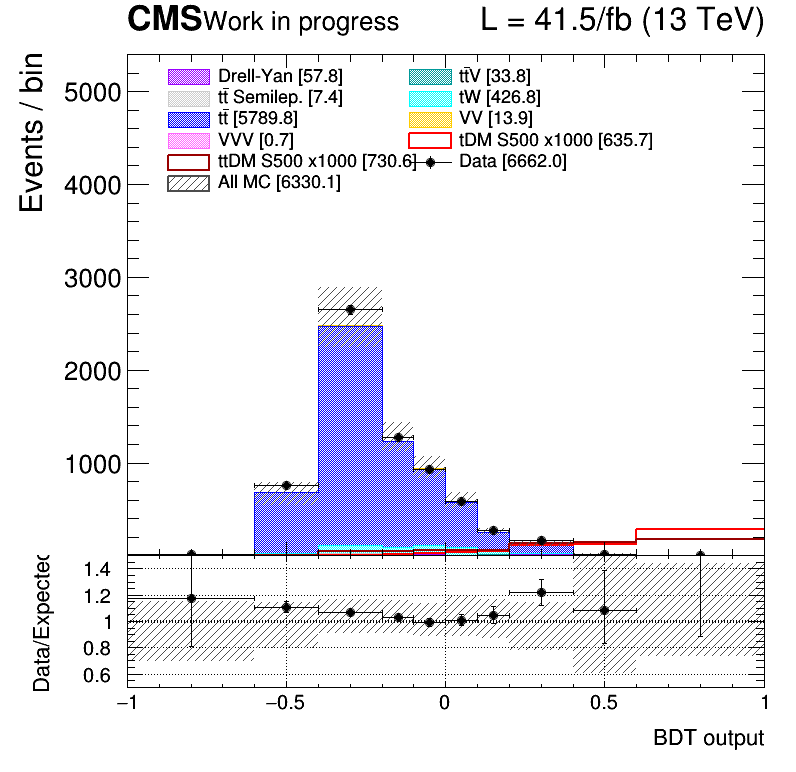 CMS Work in progress L = 41.5/fb (13 TeV)
Events / bin
Drell-Yan [57.8] tt̄V [33.8]
tt̄ Semilep. [7.4] tW [426.8]
tt̄ [5789.8] VV [13.9]
VVV [0.7] tDM S500 x1000 [635.7]
ttDM S500 x1000 [730.6] Data [6662.0]
All MC [6330.1]
5000
4000
3000
2000
1000
Data/Expected
1.4
1.2
1
0.8
0.6
−1 −0.5 0 0.5 1
BDT output